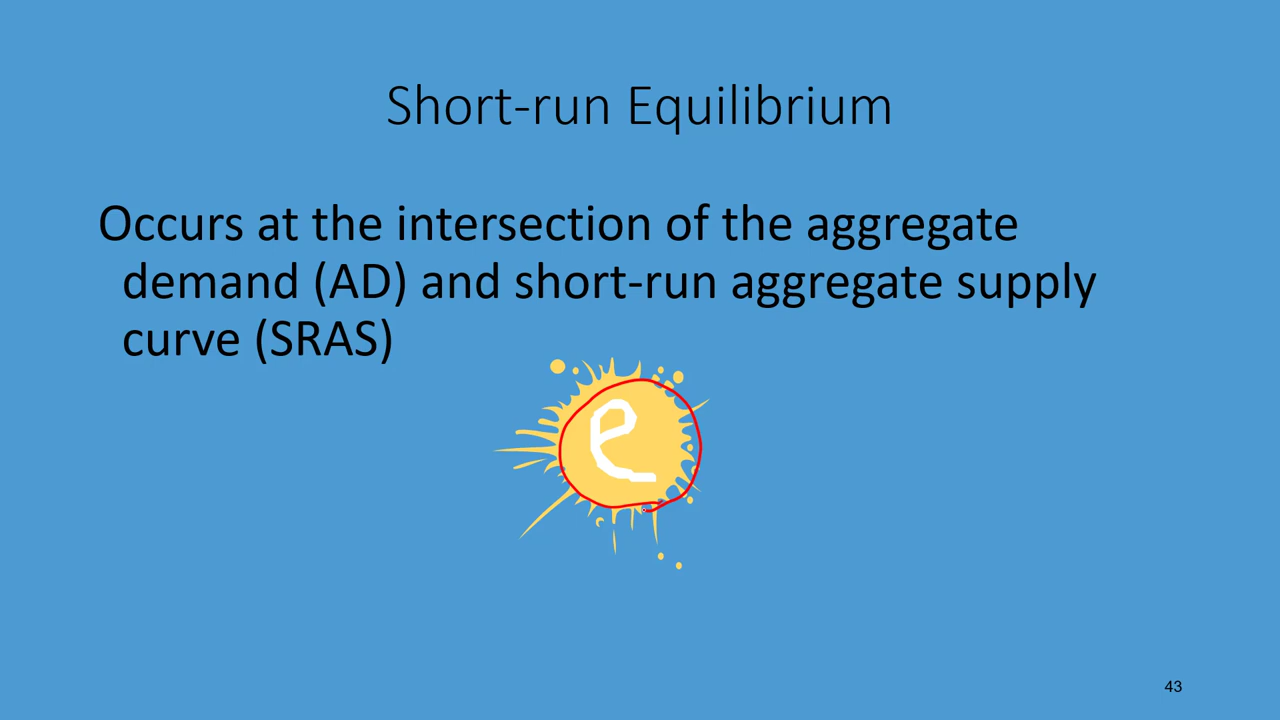 Short-run Equilibrium
Occurs at the intersection of the aggregate
demand (AD) and short-run aggregate supply
curve (SRAS)
e
43